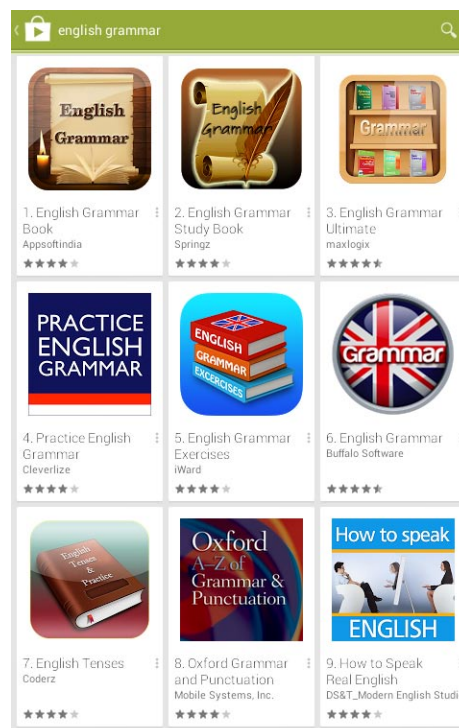 english grammar
English
Grammar
English
Grammar
Grammar
1. English Grammar
Book
Appsoftindia
2. English Grammar
Study Book
Springz
3. English Grammar
Ultimate
maxlogix
PRACTICE
ENGLISH
GRAMMAR
ENGLISH
GRAMMAR
EXCERCISES
Grammar
4. Practice English
Grammar
Cleverlize
5. English Grammar
Exercises
iWard
6. English Grammar
Buffalo Software
English
Tenses
&
Practice
Oxford
A–Z of
Grammar &
Punctuation
How to speak
ENGLISH
7. English Tenses
Coderz
8. Oxford Grammar
and Punctuation
Mobile Systems, Inc.
9. How to Speak
Real English
DS&T_Modern English Studi